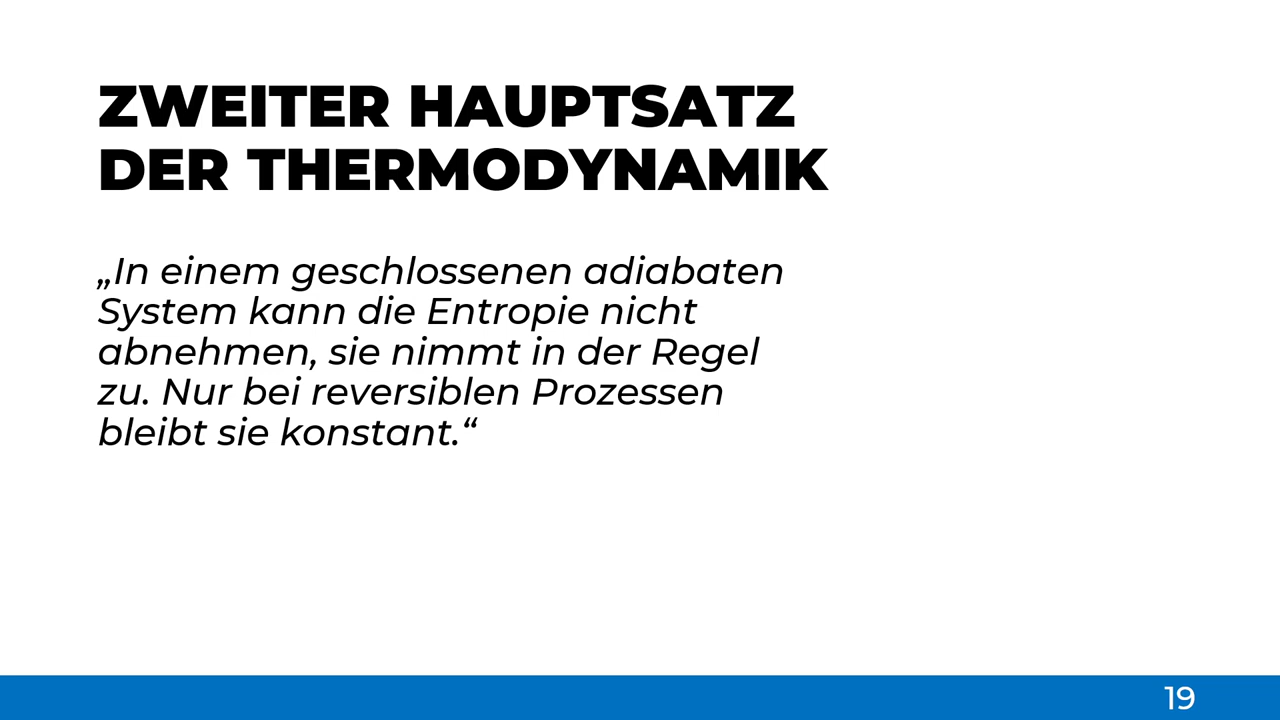 ZWEITER HAUPTSATZ
DER THERMODYNAMIK
„In einem geschlossenen adiabaten
System kann die Entropie nicht
abnehmen, sie nimmt in der Regel
zu. Nur bei reversiblen Prozessen
bleibt sie konstant.“
19